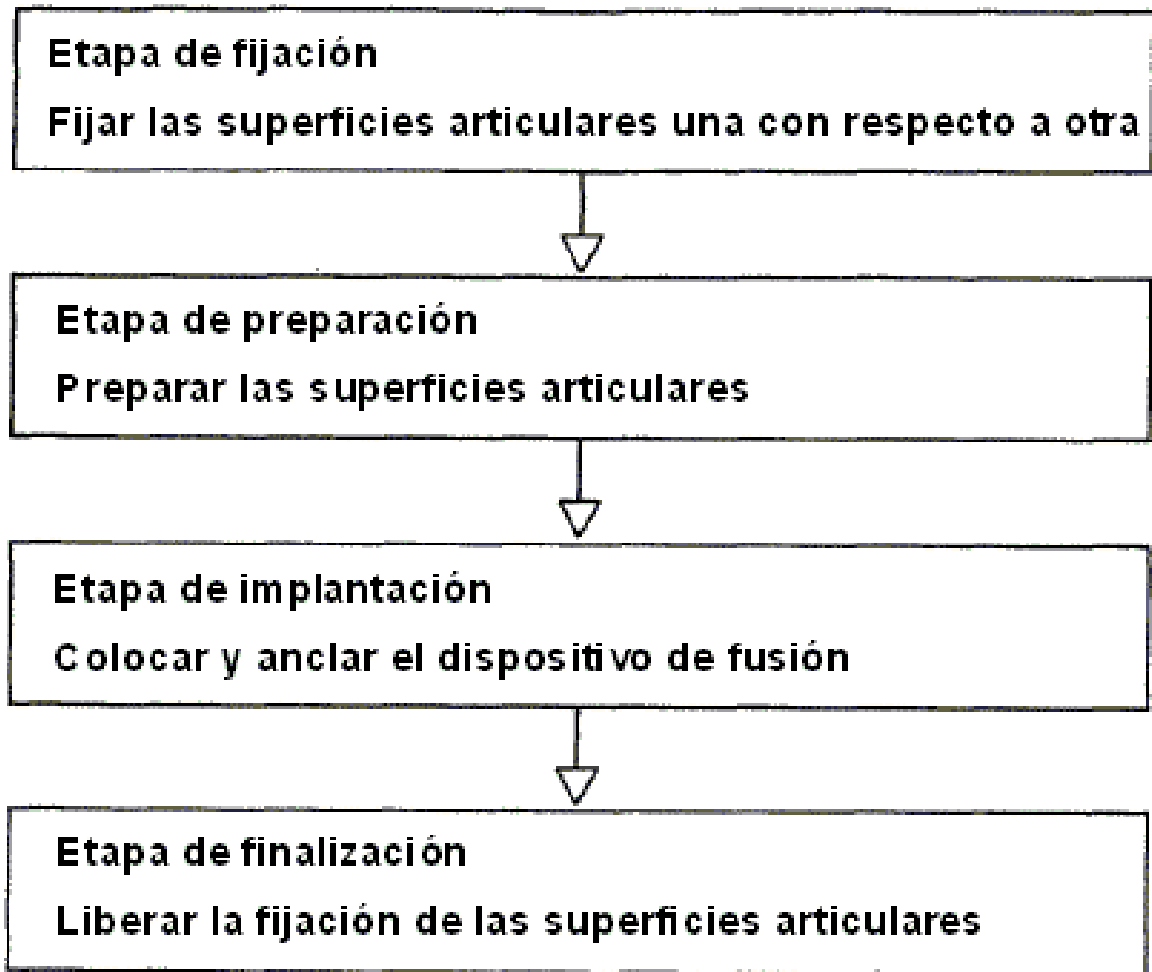 Etapa de fijación
Fijar las superficies articulares una con respecto a otra
Etapa de preparación
Preparar las superficies articulares
Etapa de implantación
Colocar y anclar el dispositivo de fusión
Etapa de finalización
Liberar la fijación de las superficies articulares